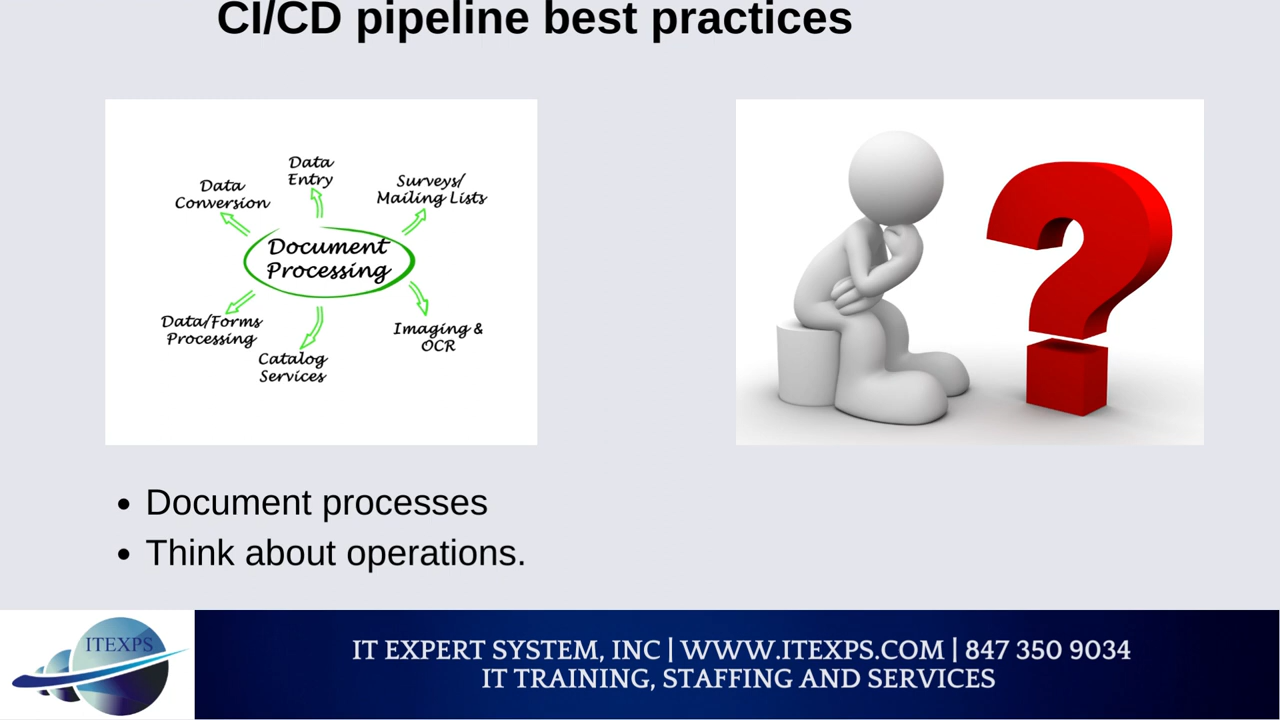 CI/CD pipeline best practices
Data
Entry
Data
Conversion
Surveys/
Mailing Lists
Document
Processing
Data/Forms
Processing
Imaging &
OCR
Catalog
Services
?
• Document processes
• Think about operations.
ITEXPS
IT EXPERT SYSTEM, INC | WWW.ITEXPS.COM | 847 350 9034
IT TRAINING, STAFFING AND SERVICES